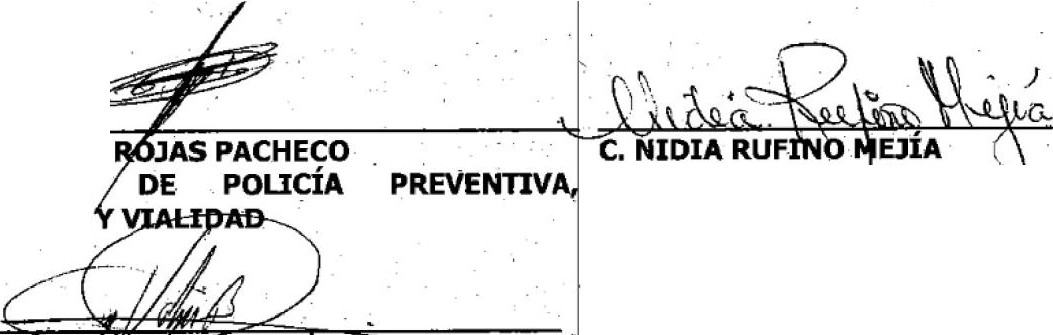 Nidia Rufino Mejía
ROJAS PACHECO
C. NIDIA RUFINO MEJÍA
DE POLICÍA PREVENTIVA,
Y VIALIDAD